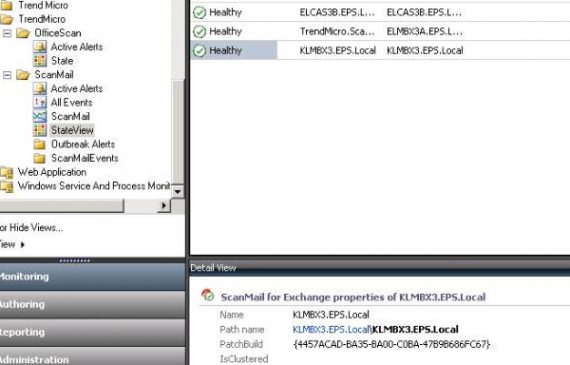 Trend Micro
TrendMicro
OfficeScan
Active Alerts
State
ScanMail
Active Alerts
All Events
ScanMail
StateView
Outbreak Alerts
ScanMailEvents
Web Application
Windows Service And Process Monit
or Hide Views...
iew
Monitoring
Authoring
Reporting
Administration
Healthy ELCAS3B.EPS.L... ELCAS3B.EPS.L...
Healthy TrendMicro.Sca... ELMBX3A.EPS.L...
Healthy KLMBX3.EPS.Local KLMBX3.EPS.Local
Detail View
ScanMail for Exchange properties of KLMBX3.EPS.Local
Name KLMBX3.EPS.Local
Path name KLMBX3.EPS.Local\KLMBX3.EPS.Local
PatchBuild {4457ACAD-BA35-BA00-C0BA-47B9B686FC67}
IsClustered